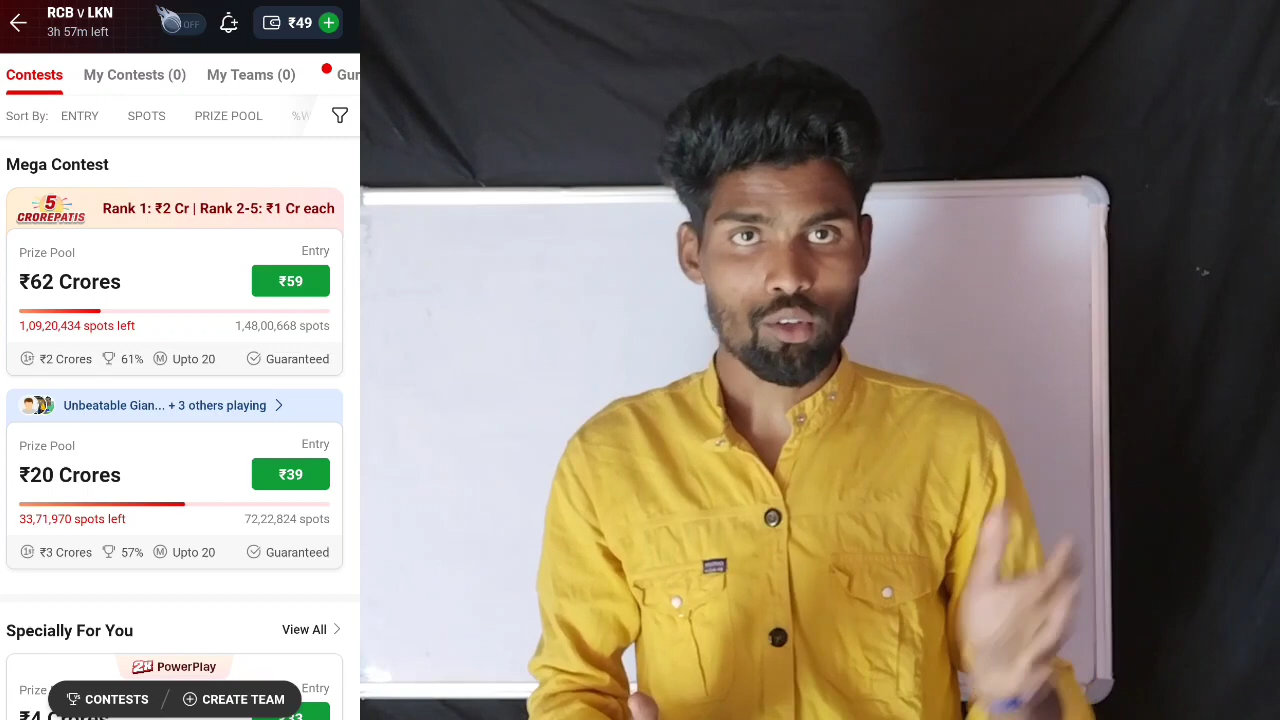 RCB v LKN
3h 57m left
OFF
₹49
Contests
My Contests (0)
My Teams (0)
Gur
Sort By:
ENTRY
SPOTS
PRIZE POOL
%W
Mega Contest
5 CROREPATIS
Rank 1: ₹2 Cr | Rank 2-5: ₹1 Cr each
Prize Pool
Entry
₹62 Crores
₹59
1,09,20,434 spots left
1,48,00,668 spots
₹2 Crores
61%
M Upto 20
Guaranteed
Unbeatable Gian... + 3 others playing
Prize Pool
Entry
₹20 Crores
₹39
33,71,970 spots left
72,22,824 spots
₹3 Crores
57%
M Upto 20
Guaranteed
Specially For You
View All
PowerPlay
Prize
Entry
CONTESTS
CREATE TEAM